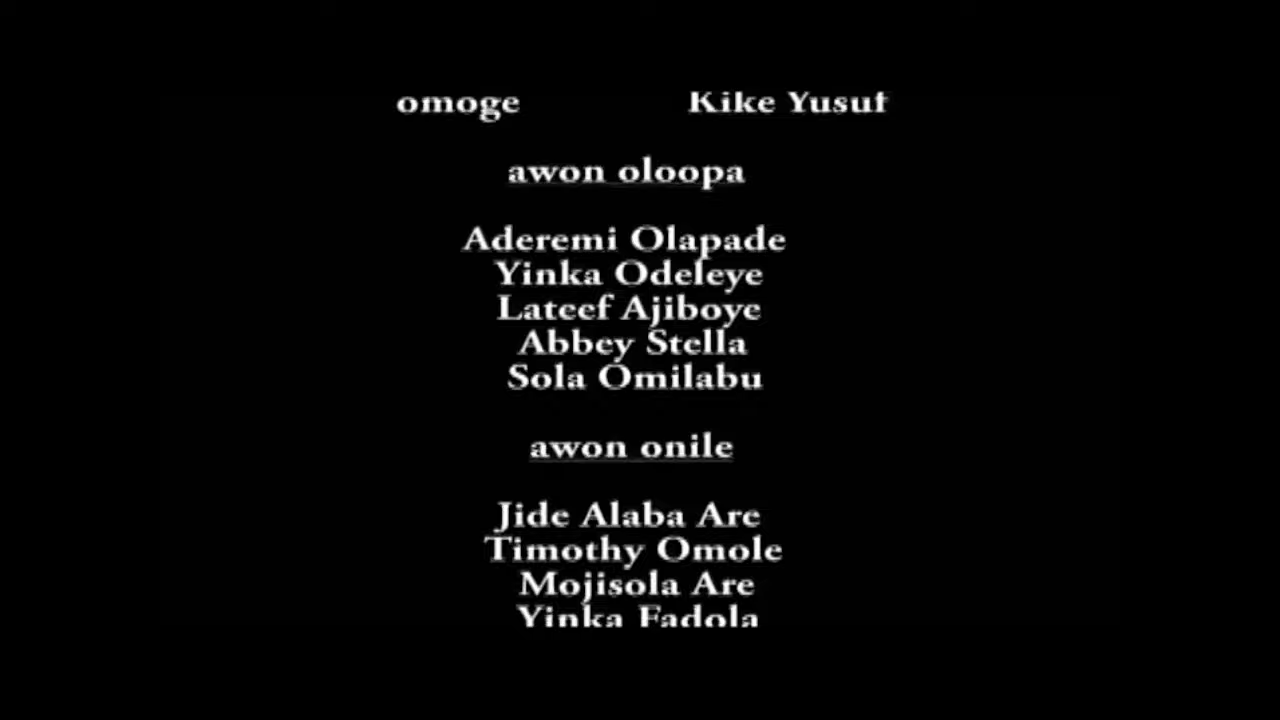 omoge Kike Yusuf
awon oloopa
Aderemi Olapade
Yinka Odeleye
Lateef Ajiboye
Abbey Stella
Sola Omilabu
awon onile
Jide Alaba Are
Timothy Omole
Mojisola Are
Yinka Fadola